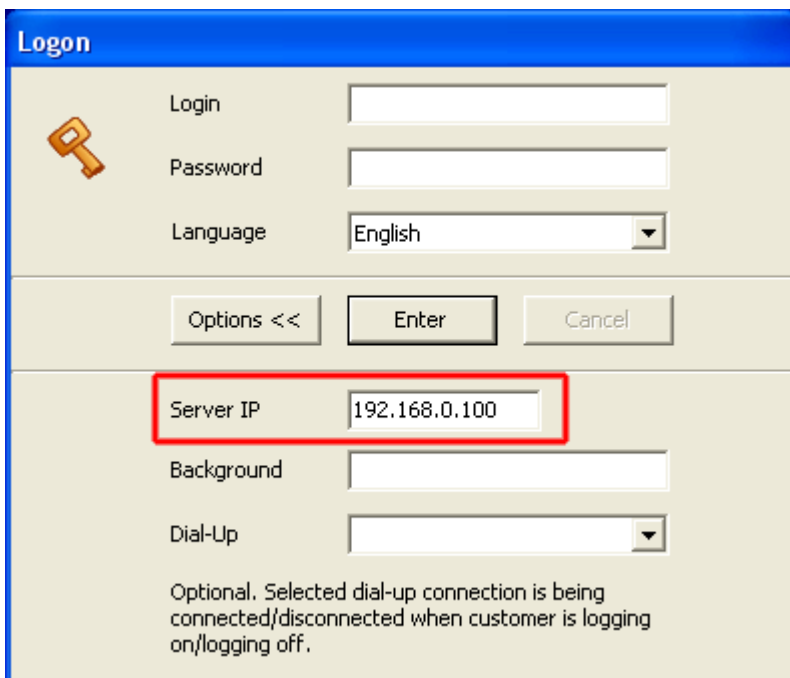 Logon
Login
Password
Language English
Options << Enter Cancel
Server IP 192.168.0.100
Background
Dial-Up
Optional. Selected dial-up connection is being
connected/disconnected when customer is logging
on/logging off.